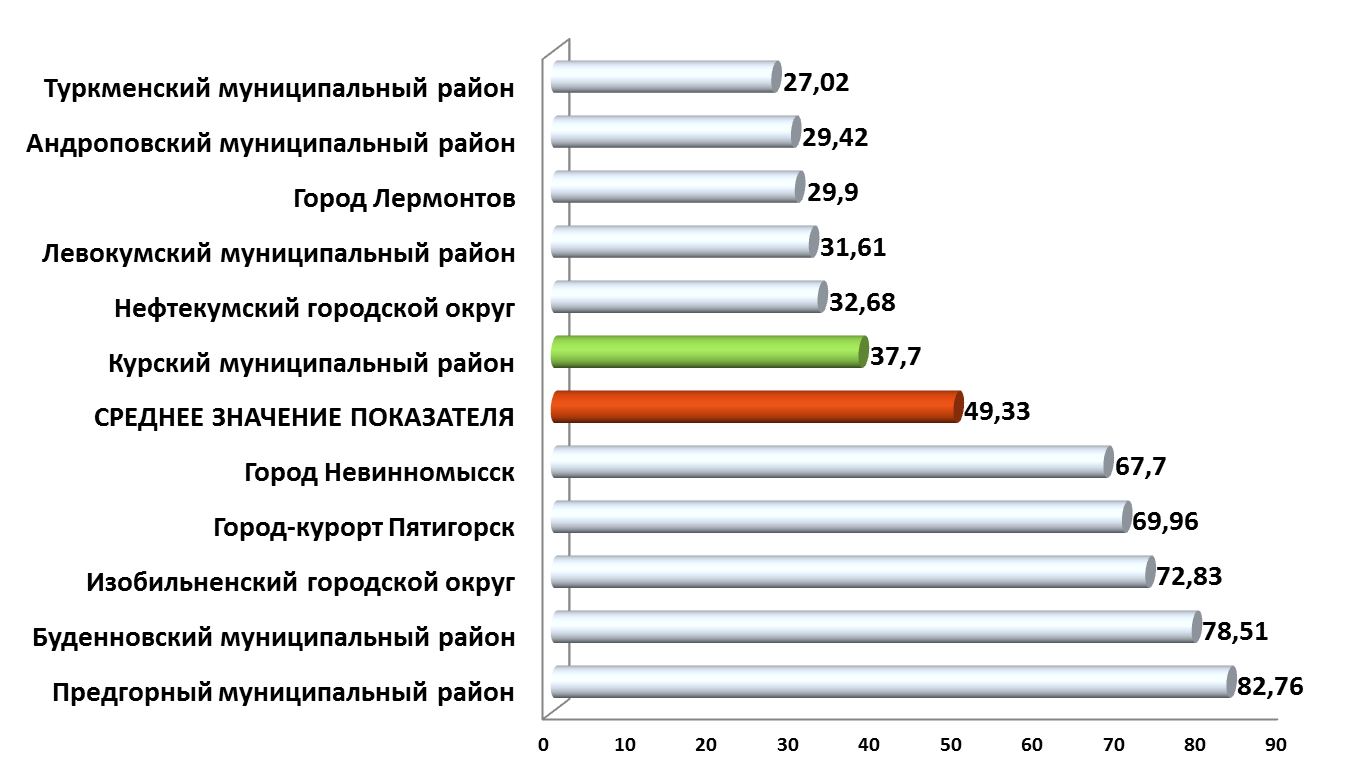 Туркменский муниципальный район 27,02
Андроповский муниципальный район 29,42
Город Лермонтов 29,9
Левокумский муниципальный район 31,61
Нефтекумский городской округ 32,68
Курский муниципальный район 37,7
СРЕДНЕЕ ЗНАЧЕНИЕ ПОКАЗАТЕЛЯ 49,33
Город Невинномысск 67,7
Город-курорт Пятигорск 69,96
Изобильненский городской округ 72,83
Буденновский муниципальный район 78,51
Предгорный муниципальный район 82,76
0 10 20 30 40 50 60 70 80 90